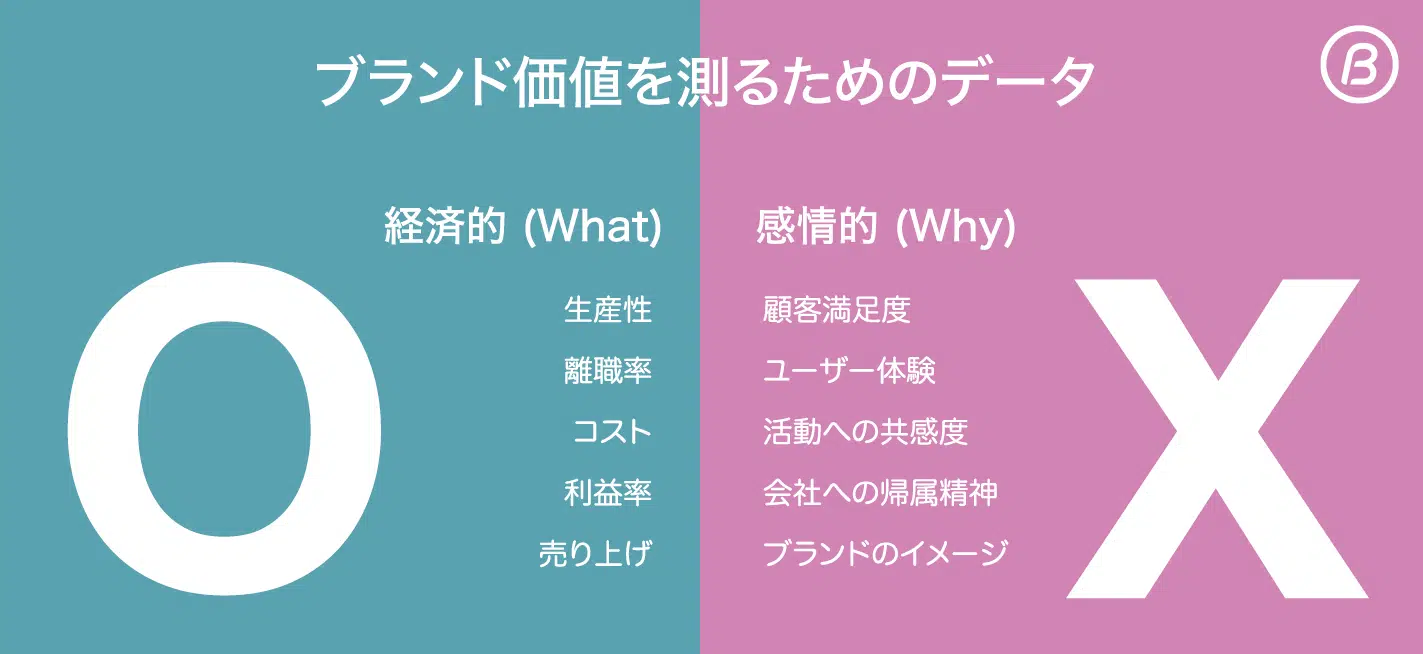 ブランド価値を測るためのデータ
β
経済的 (What)
生産性
離職率
コスト
利益率
売り上げ
O
感情的 (Why)
顧客満足度
ユーザー体験
活動への共感度
会社への帰属精神
ブランドのイメージ
X